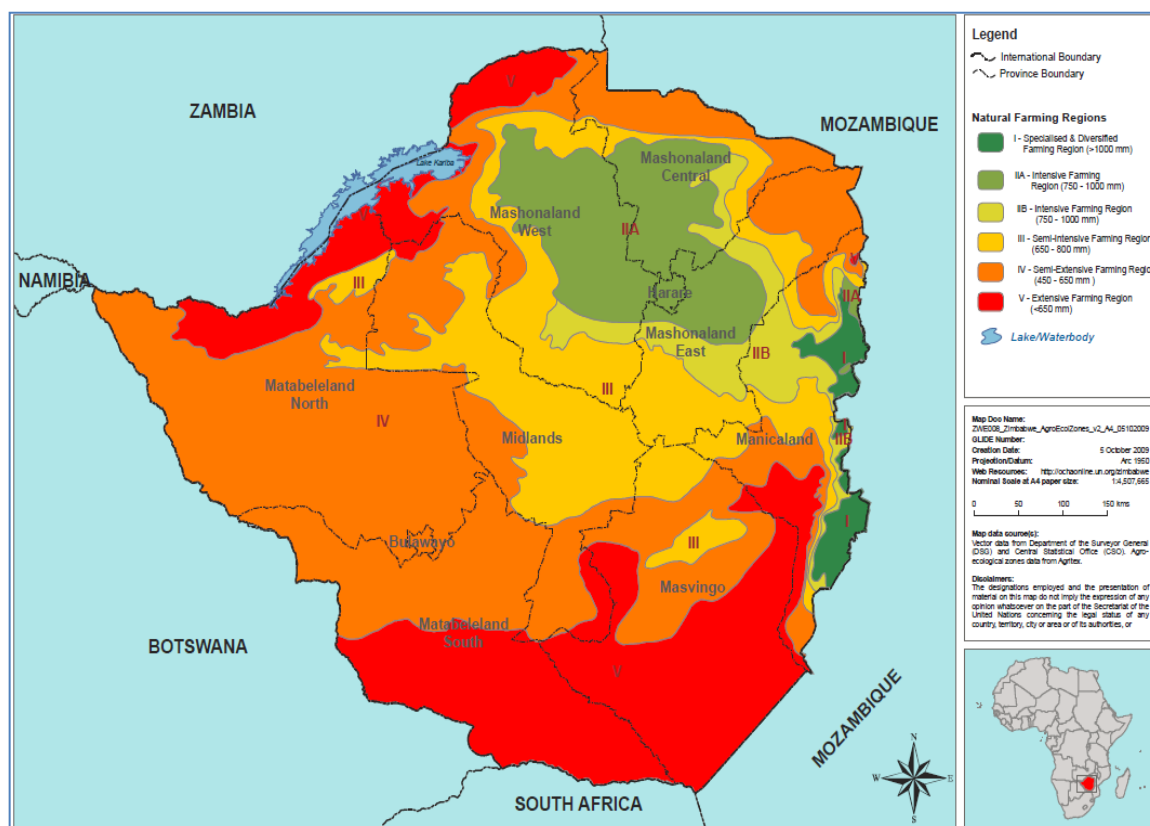 ZAMBIA
MOZAMBIQUE
NAMIBIA
BOTSWANA
SOUTH AFRICA
MOZAMBIQUE
Lake Kariba
V
Mashonaland
Central
Mashonaland
West
IIA
Harare
Mashonaland
East
IIB
IIA
I
III
V
Matabeleland
North
IV
III
Midlands
Manicaland
IIB
I
Bulawayo
III
Masvingo
Matabeleland
South
V
N
W
E
S
Legend
International Boundary
Province Boundary
Natural Farming Regions
I - Specialised & Diversified
Farming Region (>1000 mm)
IIA - Intensive Farming
Region (750 - 1000 mm)
IIB - Intensive Farming Region
(750 - 1000 mm)
III - Semi-Intensive Farming Region
(650 - 800 mm)
IV - Semi-Extensive Farming Region
(450 - 650 mm )
V - Extensive Farming Region
(<650 mm)
Lake/Waterbody
Map Doc Name:
ZWE008_Zimbabwe_AgroEcolZones_v2_A4_05102009
GLIDE Number:
Creation Date: 5 October 2009
Projection/Datum: Arc 1950
Web Resources: http://ochaonline.un.org/zimbabwe
Nominal Scale at A4 paper size: 1:4,507,665
0 50 100 150 kms
Map data source(s):
Vector data from Department of the Surveyor General
(DSG) and Central Statistical Office (CSO). Agro-
ecological zones data from Agritex.
Disclaimers:
The designations employed and the presentation of
material on this map do not imply the expression of any
opinion whatsoever on the part of the Secretariat of the
United Nations concerning the legal status of any
country, territory, city or area or of its authorities, or